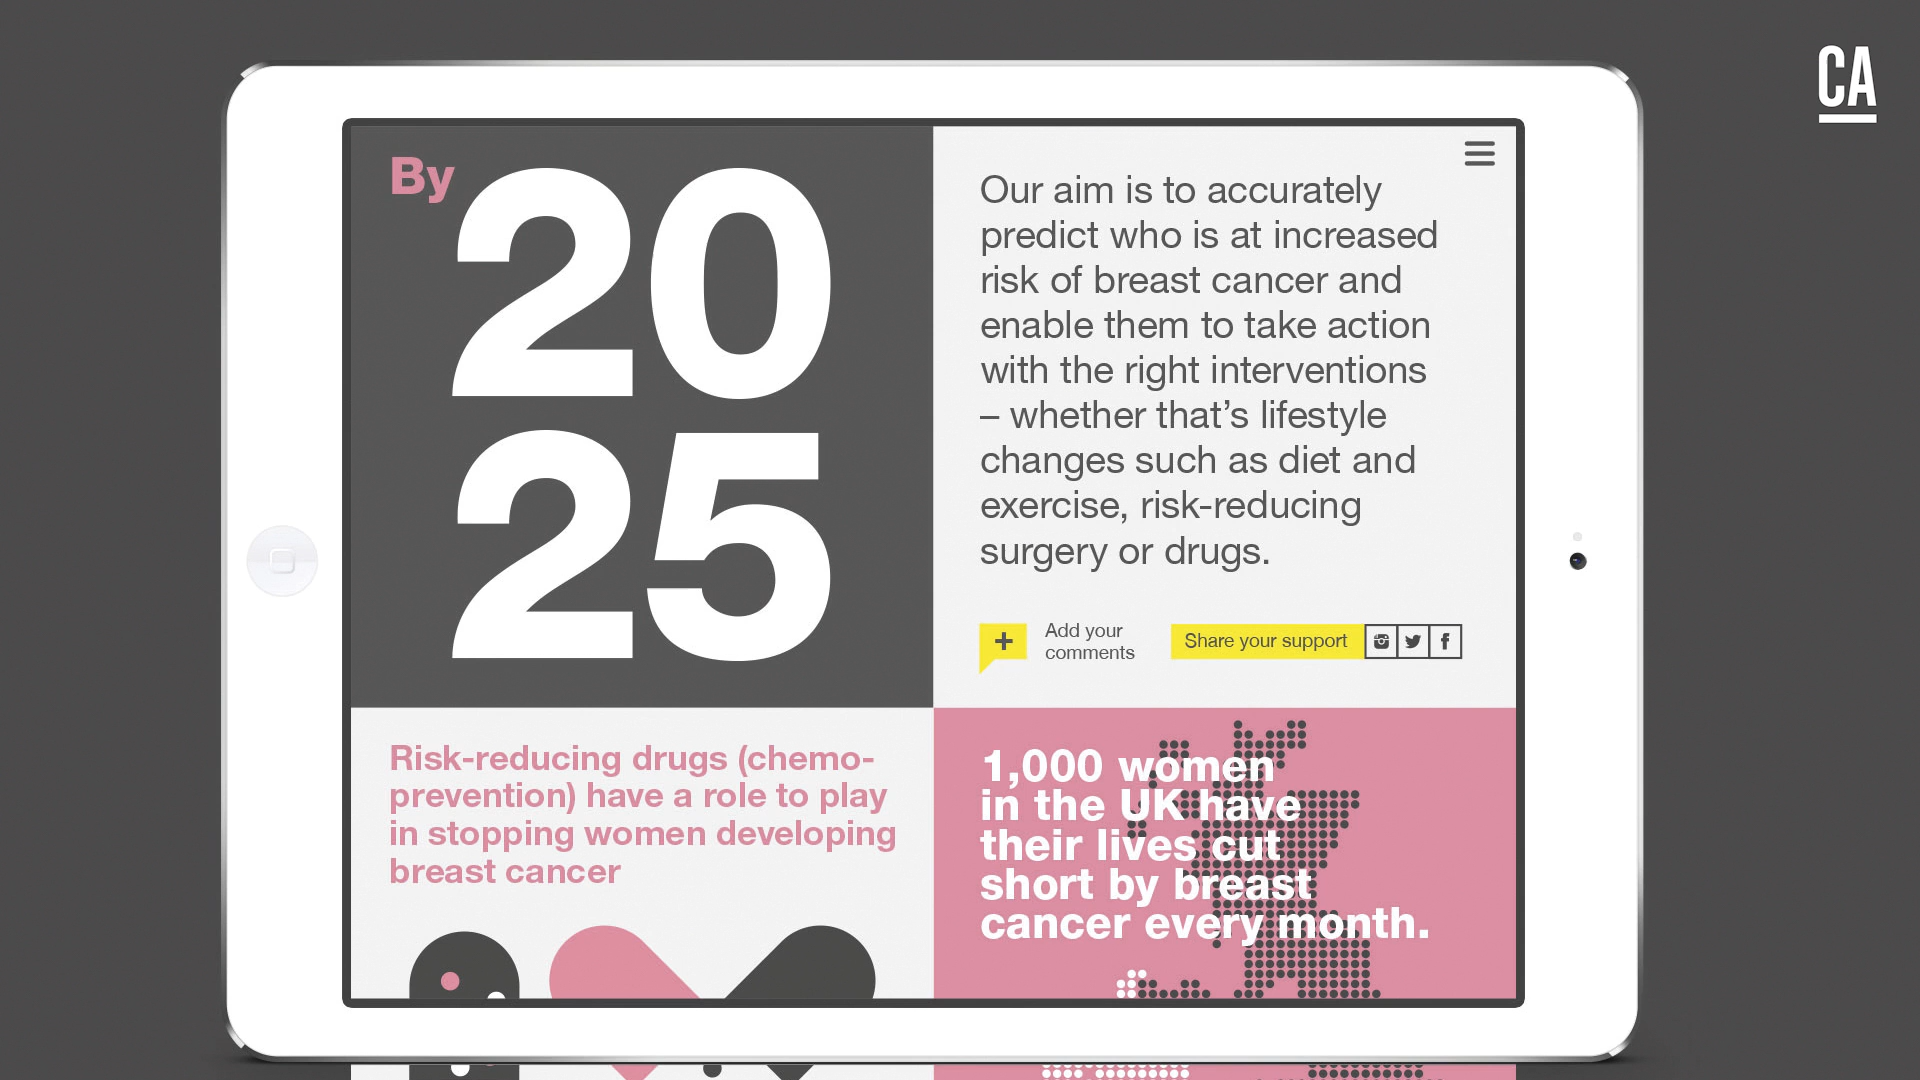 CA
By
20
25
Our aim is to accurately
predict who is at increased
risk of breast cancer and
enable them to take action
with the right interventions
– whether that’s lifestyle
changes such as diet and
exercise, risk-reducing
surgery or drugs.
+
Add your
comments
Share your support
Risk-reducing drugs (chemo-
prevention) have a role to play
in stopping women developing
breast cancer
1,000 women
in the UK have
their lives cut
short by breast
cancer every month.